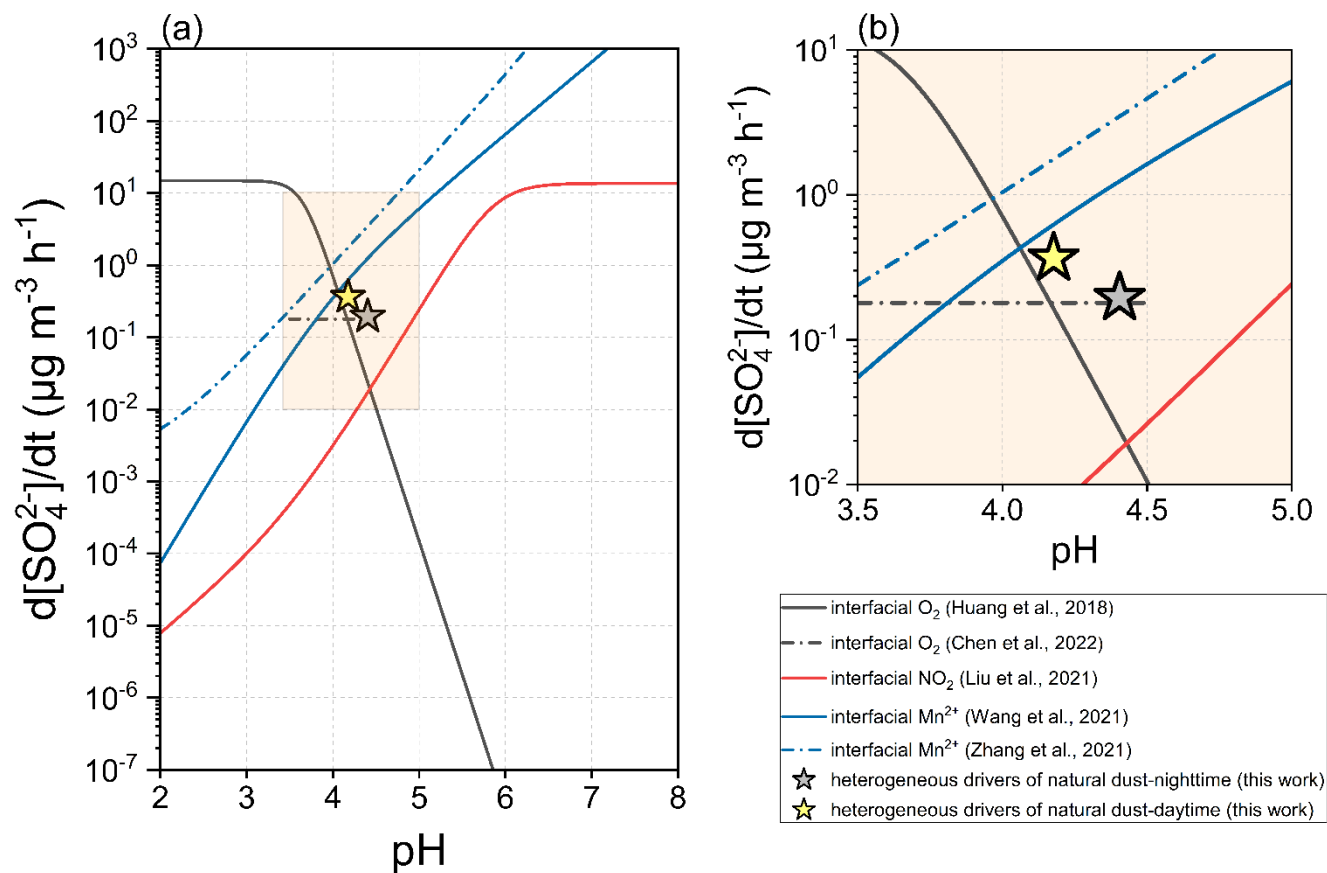 (a)
10³
10²
10¹
10⁰
10⁻¹
10⁻²
10⁻³
10⁻⁴
10⁻⁵
10⁻⁶
10⁻⁷
d[SO₄²⁻]/dt (µg m⁻³ h⁻¹)
2 3 4 5 6 7 8
pH
(b)
10¹
10⁰
10⁻¹
10⁻²
d[SO₄²⁻]/dt (µg m⁻³ h⁻¹)
3.5 4.0 4.5 5.0
pH
interfacial O₂ (Huang et al., 2018)
interfacial O₂ (Chen et al., 2022)
interfacial NO₂ (Liu et al., 2021)
interfacial Mn²⁺ (Wang et al., 2021)
interfacial Mn²⁺ (Zhang et al., 2021)
heterogeneous drivers of natural dust-nighttime (this work)
heterogeneous drivers of natural dust-daytime (this work)